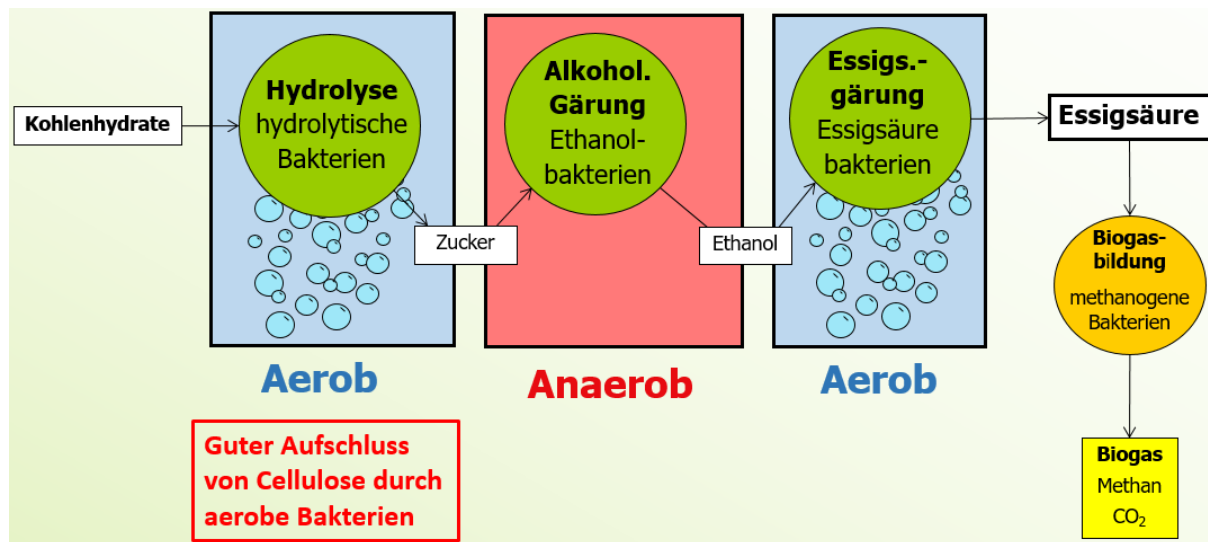 Kohlenhydrate
Hydrolyse
hydrolytische
Bakterien
Zucker
Alkohol.
Gärung
Ethanol-
bakterien
Ethanol
Essigs.-
gärung
Essigsäure
bakterien
Essigsäure
Biogas-
bildung
methanogene
Bakterien
Biogas
Methan
CO₂
Aerob
Anaerob
Aerob
Guter Aufschluss
von Cellulose durch
aerobe Bakterien